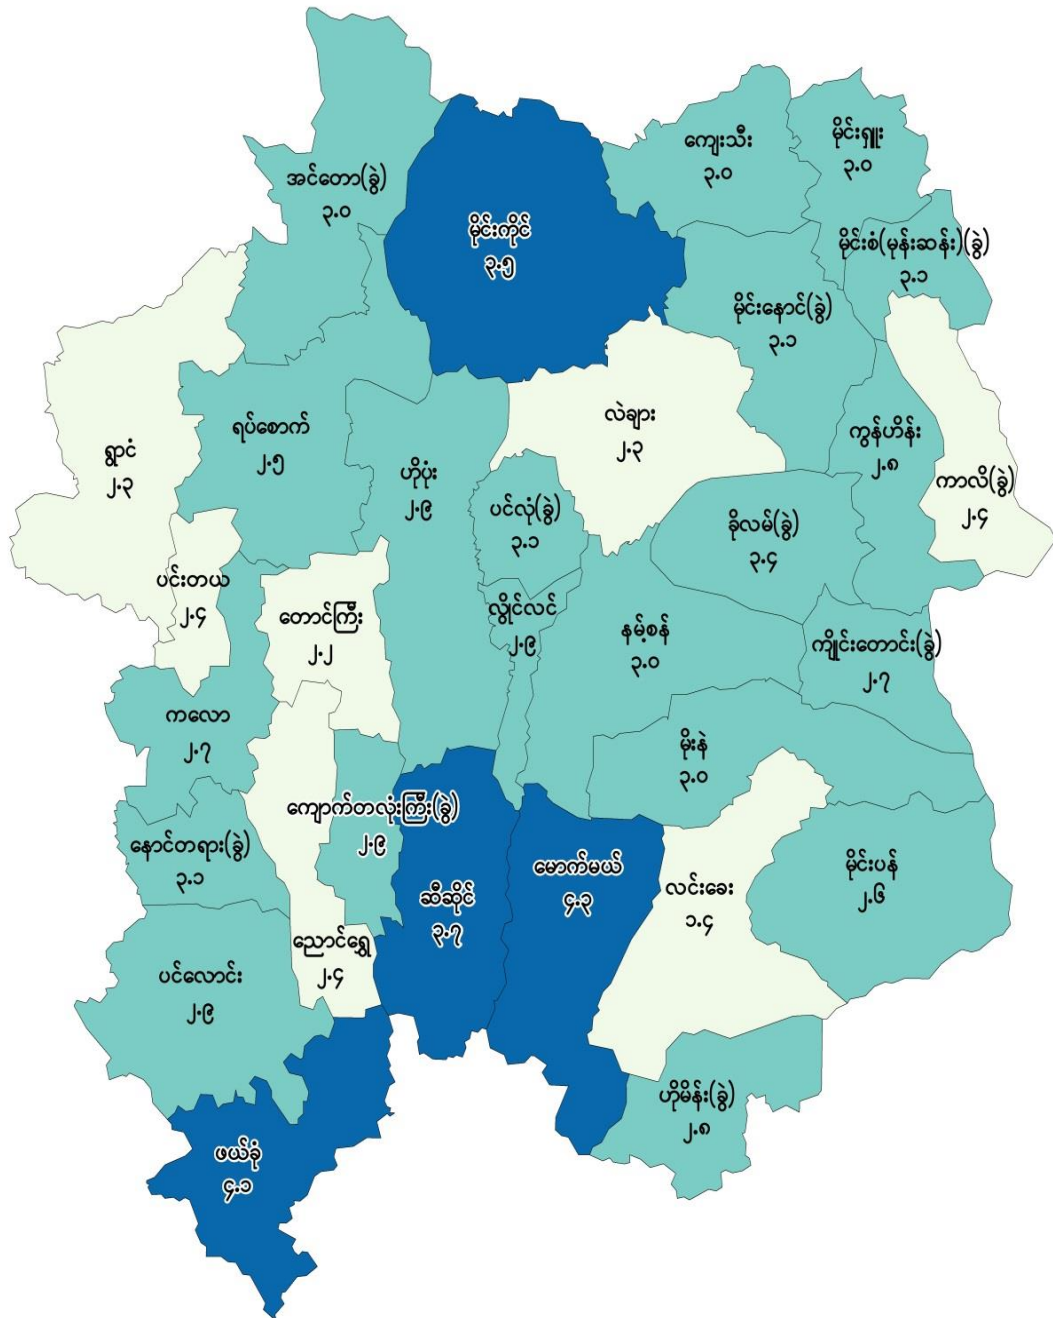 ကျေးသီး
၃.၀
မိုင်းရှူး
၃.၀
အင်တော(ခွဲ)
၃.၀
မိုင်းကိုင်
၃.၅
မိုင်းစံ(မုန်းဆန်း)(ခွဲ)
၃.၁
မိုင်းနောင်(ခွဲ)
၃.၁
ရွာငံ
၂.၃
ရပ်စောက်
၂.၅
ဟိုပုံး
၂.၉
လဲချား
၂.၃
ကွန်ဟိန်း
၂.၈
ကာလိ(ခွဲ)
၂.၄
ပင်လုံ(ခွဲ)
၃.၁
ခိုလမ်(ခွဲ)
၃.၄
ပင်းတယ
၂.၄
တောင်ကြီး
၂.၂
လွိုင်လင်
၂.၉
နမ့်စန်
၃.၀
ကျိုင်းတောင်း(ခွဲ)
၂.၇
ကလော
၂.၇
မိုးနဲ
၃.၀
နောင်တရား(ခွဲ)
၃.၁
ကျောက်တလုံးကြီး(ခွဲ)
၂.၉
ဆီဆိုင်
၃.၇
မောက်မယ်
၄.၃
လင်းခေး
၁.၄
မိုင်းပန်
၂.၆
ညောင်ရွှေ
၂.၄
ပင်လောင်း
၂.၉
ဟိုမိန်း(ခွဲ)
၂.၈
ဖယ်ခုံ
၄.၁